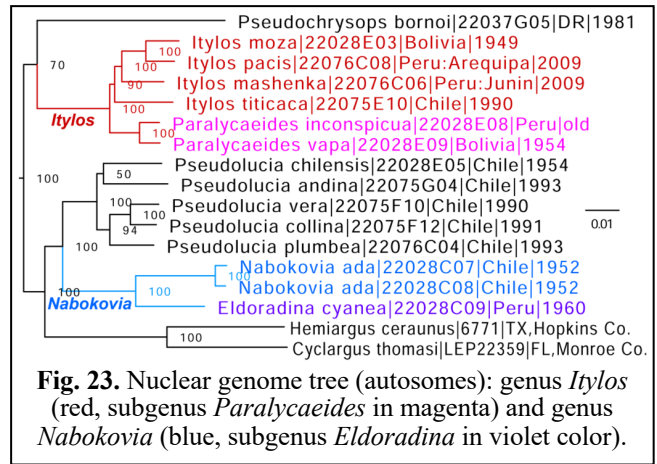 Pseudochrysops bornoi|22037G05|DR|1981
Itylos moza|22028E03|Bolivia|1949
100
70
100
Itylos pacis|22076C08|Peru:Arequipa|2009
90
Itylos mashenka|22076C06|Peru:Junin|2009
100
Itylos titicaca|22075E10|Chile|1990
Itylos
Paralycaeides inconspicua|22028E08|Peru|old
100
Paralycaeides vapa|22028E09|Bolivia|1954
Pseudolucia chilensis|22028E05|Chile|1954
50
100
Pseudolucia andina|22075G04|Chile|1993
100
Pseudolucia vera|22075F10|Chile|1990
100
0.01
Pseudolucia collina|22075F12|Chile|1991
94
100
Pseudolucia plumbea|22076C04|Chile|1993
Nabokovia ada|22028C07|Chile|1952
100
Nabokovia ada|22028C08|Chile|1952
100
100
Nabokovia
Eldoradina cyanea|22028C09|Peru|1960
Hemiargus ceraunus|6771|TX,Hopkins Co.
100
Cyclargus thomasi|LEP22359|FL,Monroe Co.
Fig. 23. Nuclear genome tree (autosomes): genus Itylos
(red, subgenus Paralycaeides in magenta) and genus
Nabokovia (blue, subgenus Eldoradina in violet color).